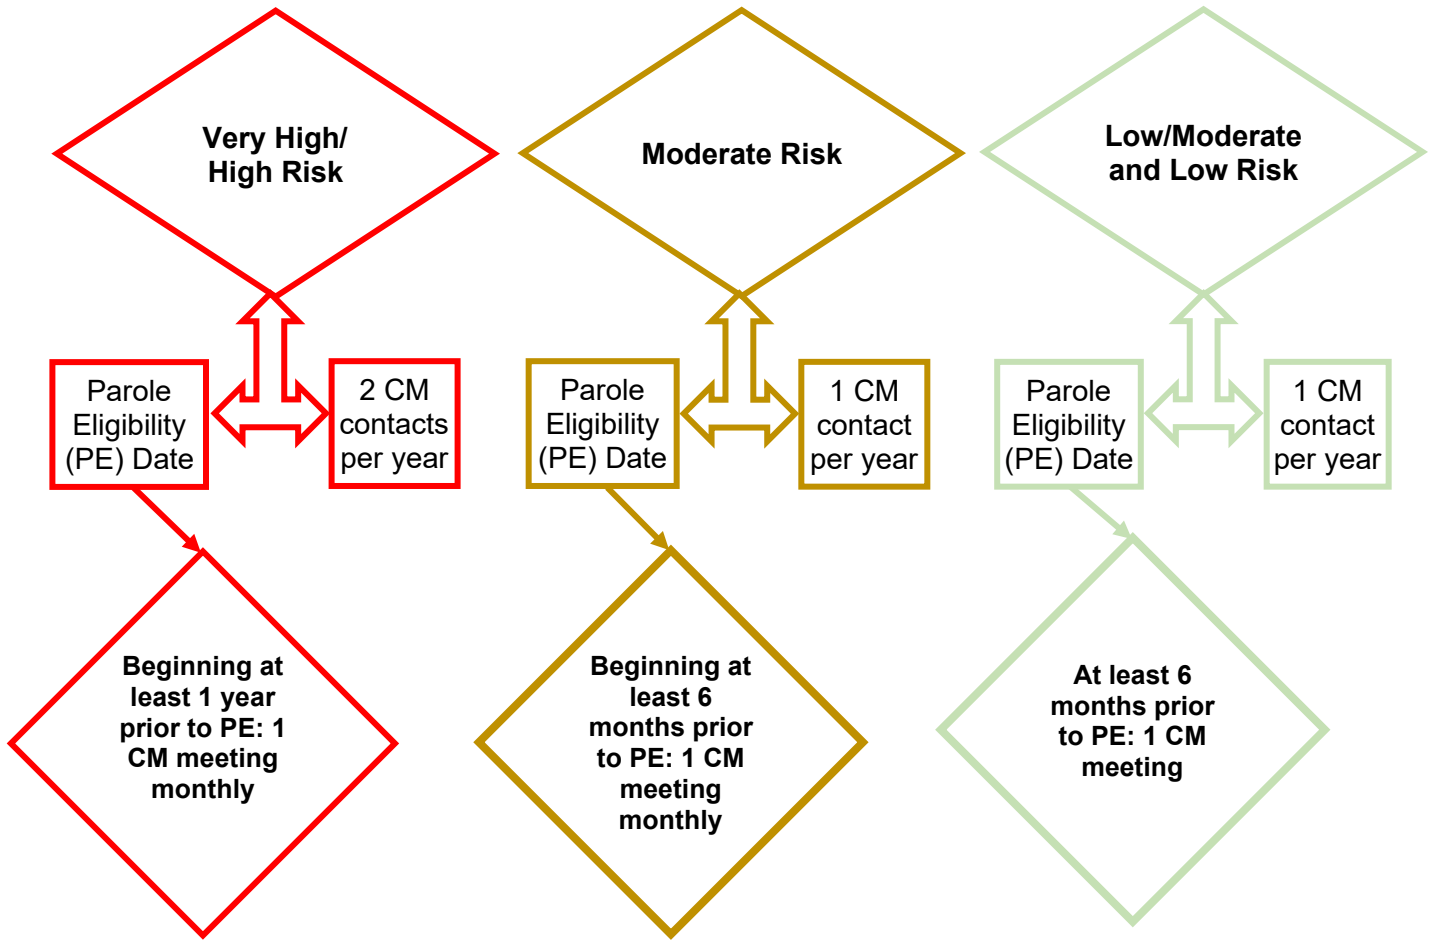 Very High/
High Risk
Moderate Risk
Low/Moderate
and Low Risk
Parole
Eligibility
(PE) Date
2 CM
contacts
per year
Parole
Eligibility
(PE) Date
1 CM
contact
per year
Parole
Eligibility
(PE) Date
1 CM
contact
per year
Beginning at
least 1 year
prior to PE: 1
CM meeting
monthly
Beginning at
least 6
months prior
to PE: 1 CM
meeting
monthly
At least 6
months prior
to PE: 1 CM
meeting